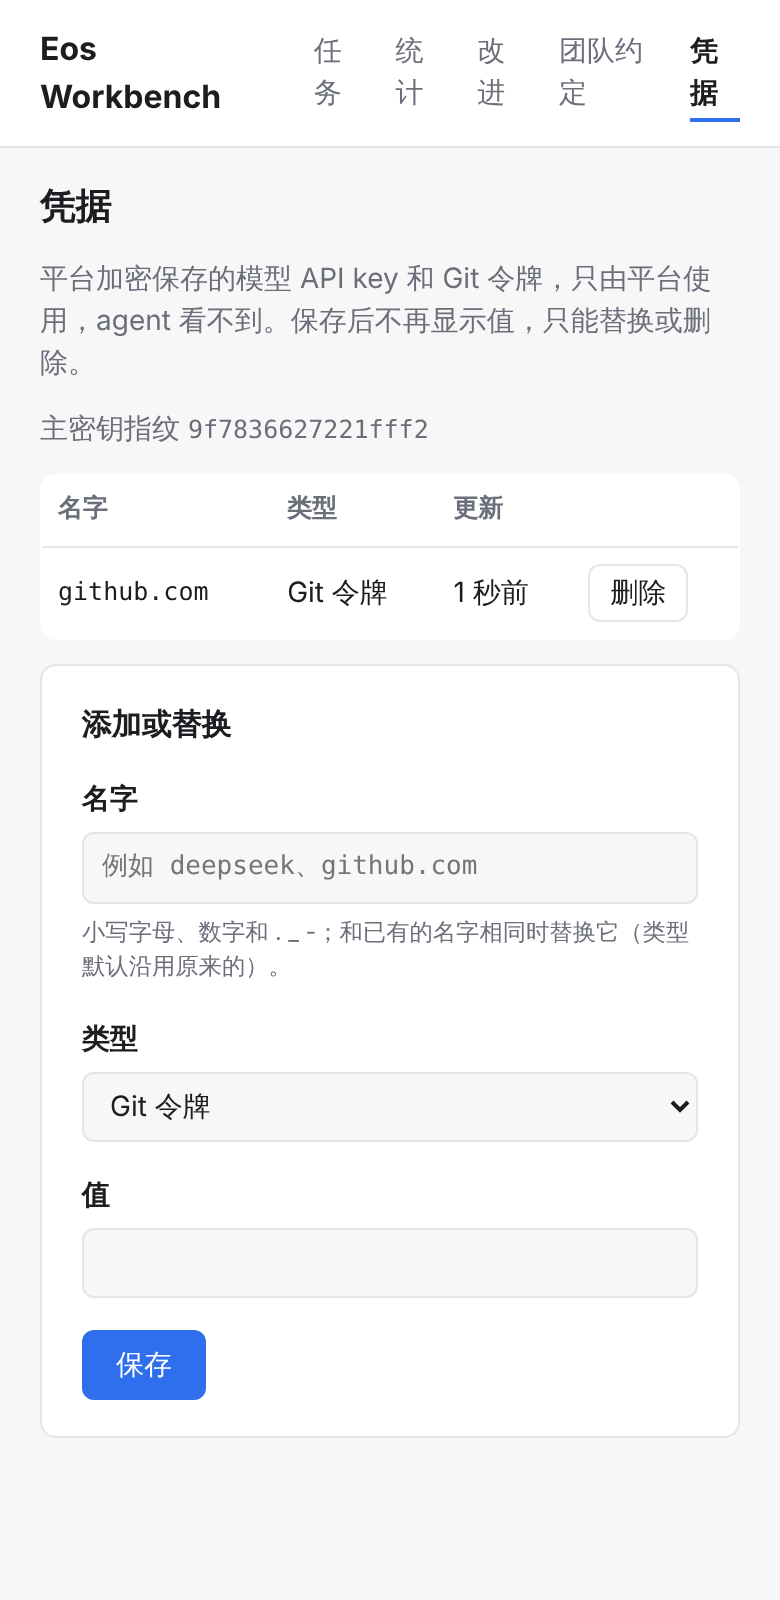 Eos
Workbench
任务
统计
改进
团队约定
凭据
凭据
平台加密保存的模型 API key 和 Git 令牌，只由平台使
用，agent 看不到。保存后不再显示值，只能替换或删
除。
主密钥指纹 9f7836627221fff2
名字 类型 更新
github.com Git 令牌 1 秒前 删除
添加或替换
名字
例如 deepseek、github.com
小写字母、数字和 . _ -；和已有的名字相同时替换它（类型
默认沿用原来的）。
类型
Git 令牌
值
保存